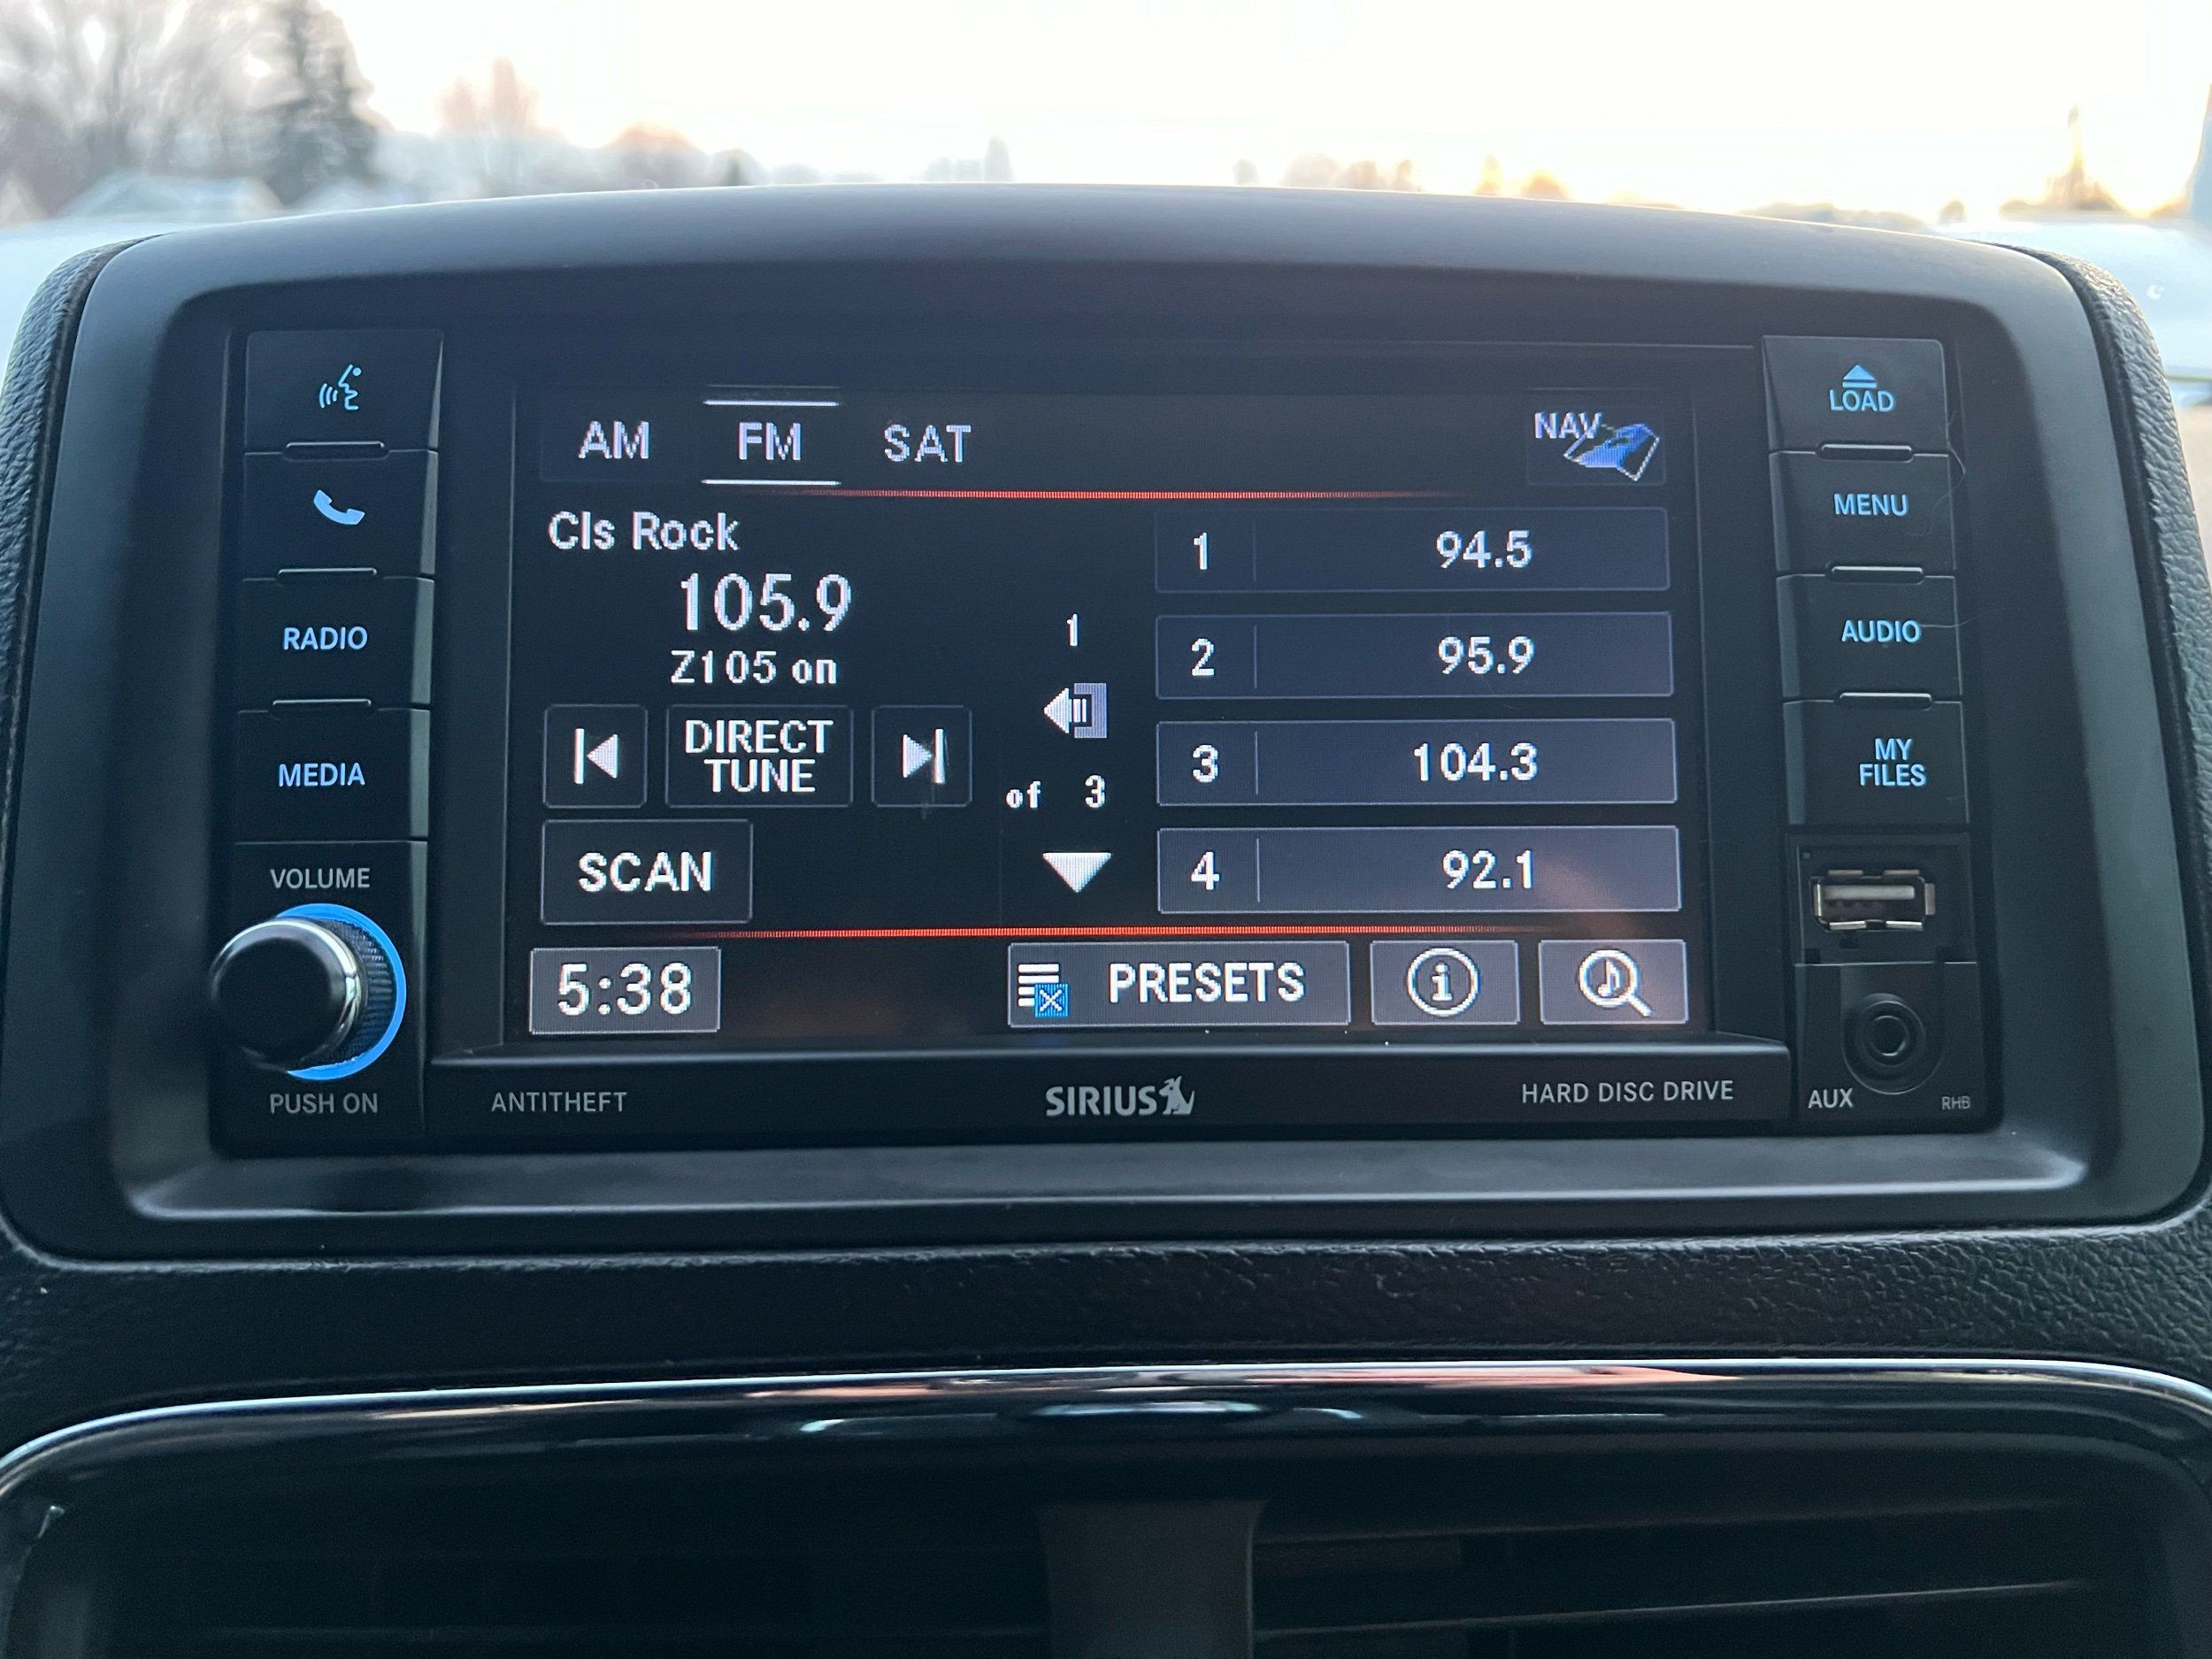 AM FM SAT
NAV
LOAD
Cls Rock
105.9
Z105 on
DIRECT
TUNE
SCAN
1
of 3
1 94.5
2 95.9
3 104.3
4 92.1
5:38
PRESETS
i
RADIO
MEDIA
VOLUME
PUSH ON
MENU
AUDIO
MY
FILES
ANTITHEFT
SIRIUS
HARD DISC DRIVE
AUX
RHB